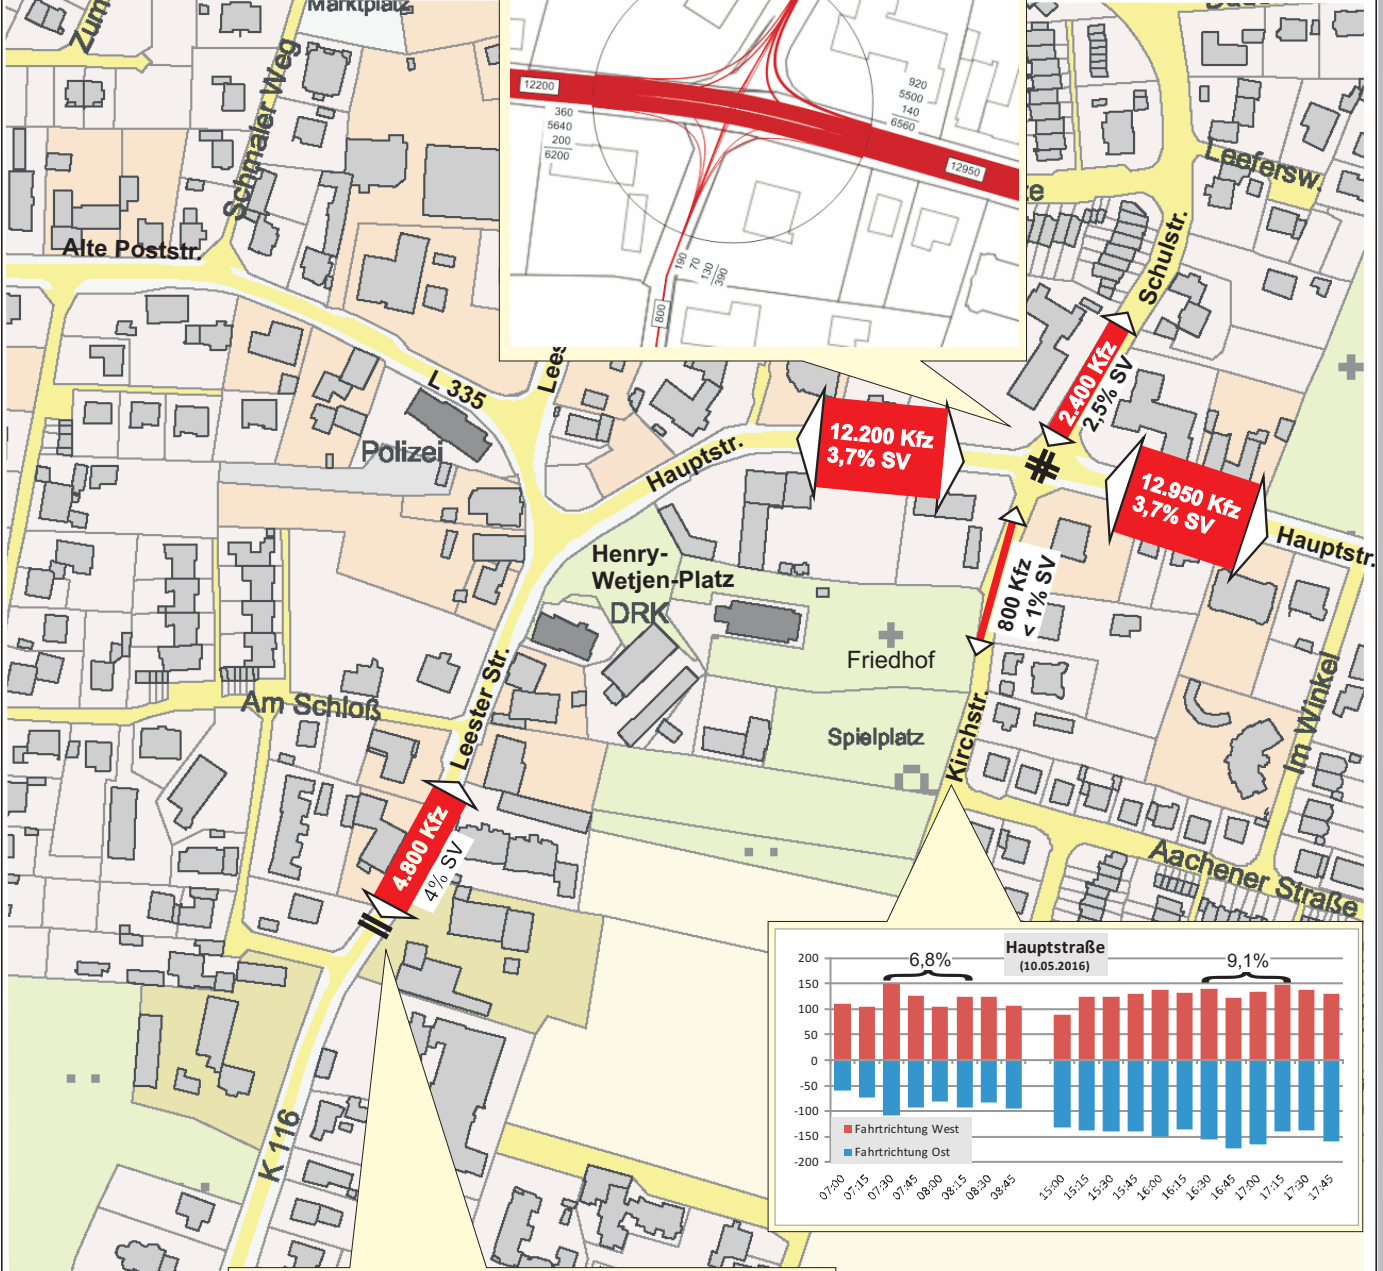 Marktplatz
Zum
Schmaler Weg
Alte Poststr.
L 335
Polizei
Hauptstr.
Henry-
Wetjen-Platz
DRK
Friedhof
Spielplatz
Am Schloß
Leester Str.
Kirchstr.
K 116
Schulstr.
Leefersw.
Hauptstr.
Im Winkel
Aachener Straße
12200
360
5640
200
6200
920
5500
140
6560
12950
190
70
130
390
800
12.200 Kfz
3,7% SV
2.400 Kfz
2,5% SV
12.950 Kfz
3,7% SV
800 Kfz
< 1% SV
4.800 Kfz
4% SV
Hauptstraße
(10.05.2016)
6,8%
9,1%
200
150
100
50
0
-50
-100
-150
-200
Fahrtrichtung West
Fahrtrichtung Ost
07:00 07:15 07:30 07:45 08:00 08:15 08:30 08:45 15:00 15:15 15:30 15:45 16:00 16:15 16:30 16:45 17:00 17:15 17:30 17:45